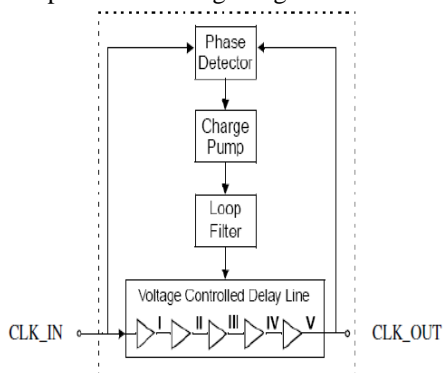 Phase
Detector
Charge
Pump
Loop
Filter
Voltage Controlled Delay Line
I II III IV V
CLK_IN
CLK_OUT